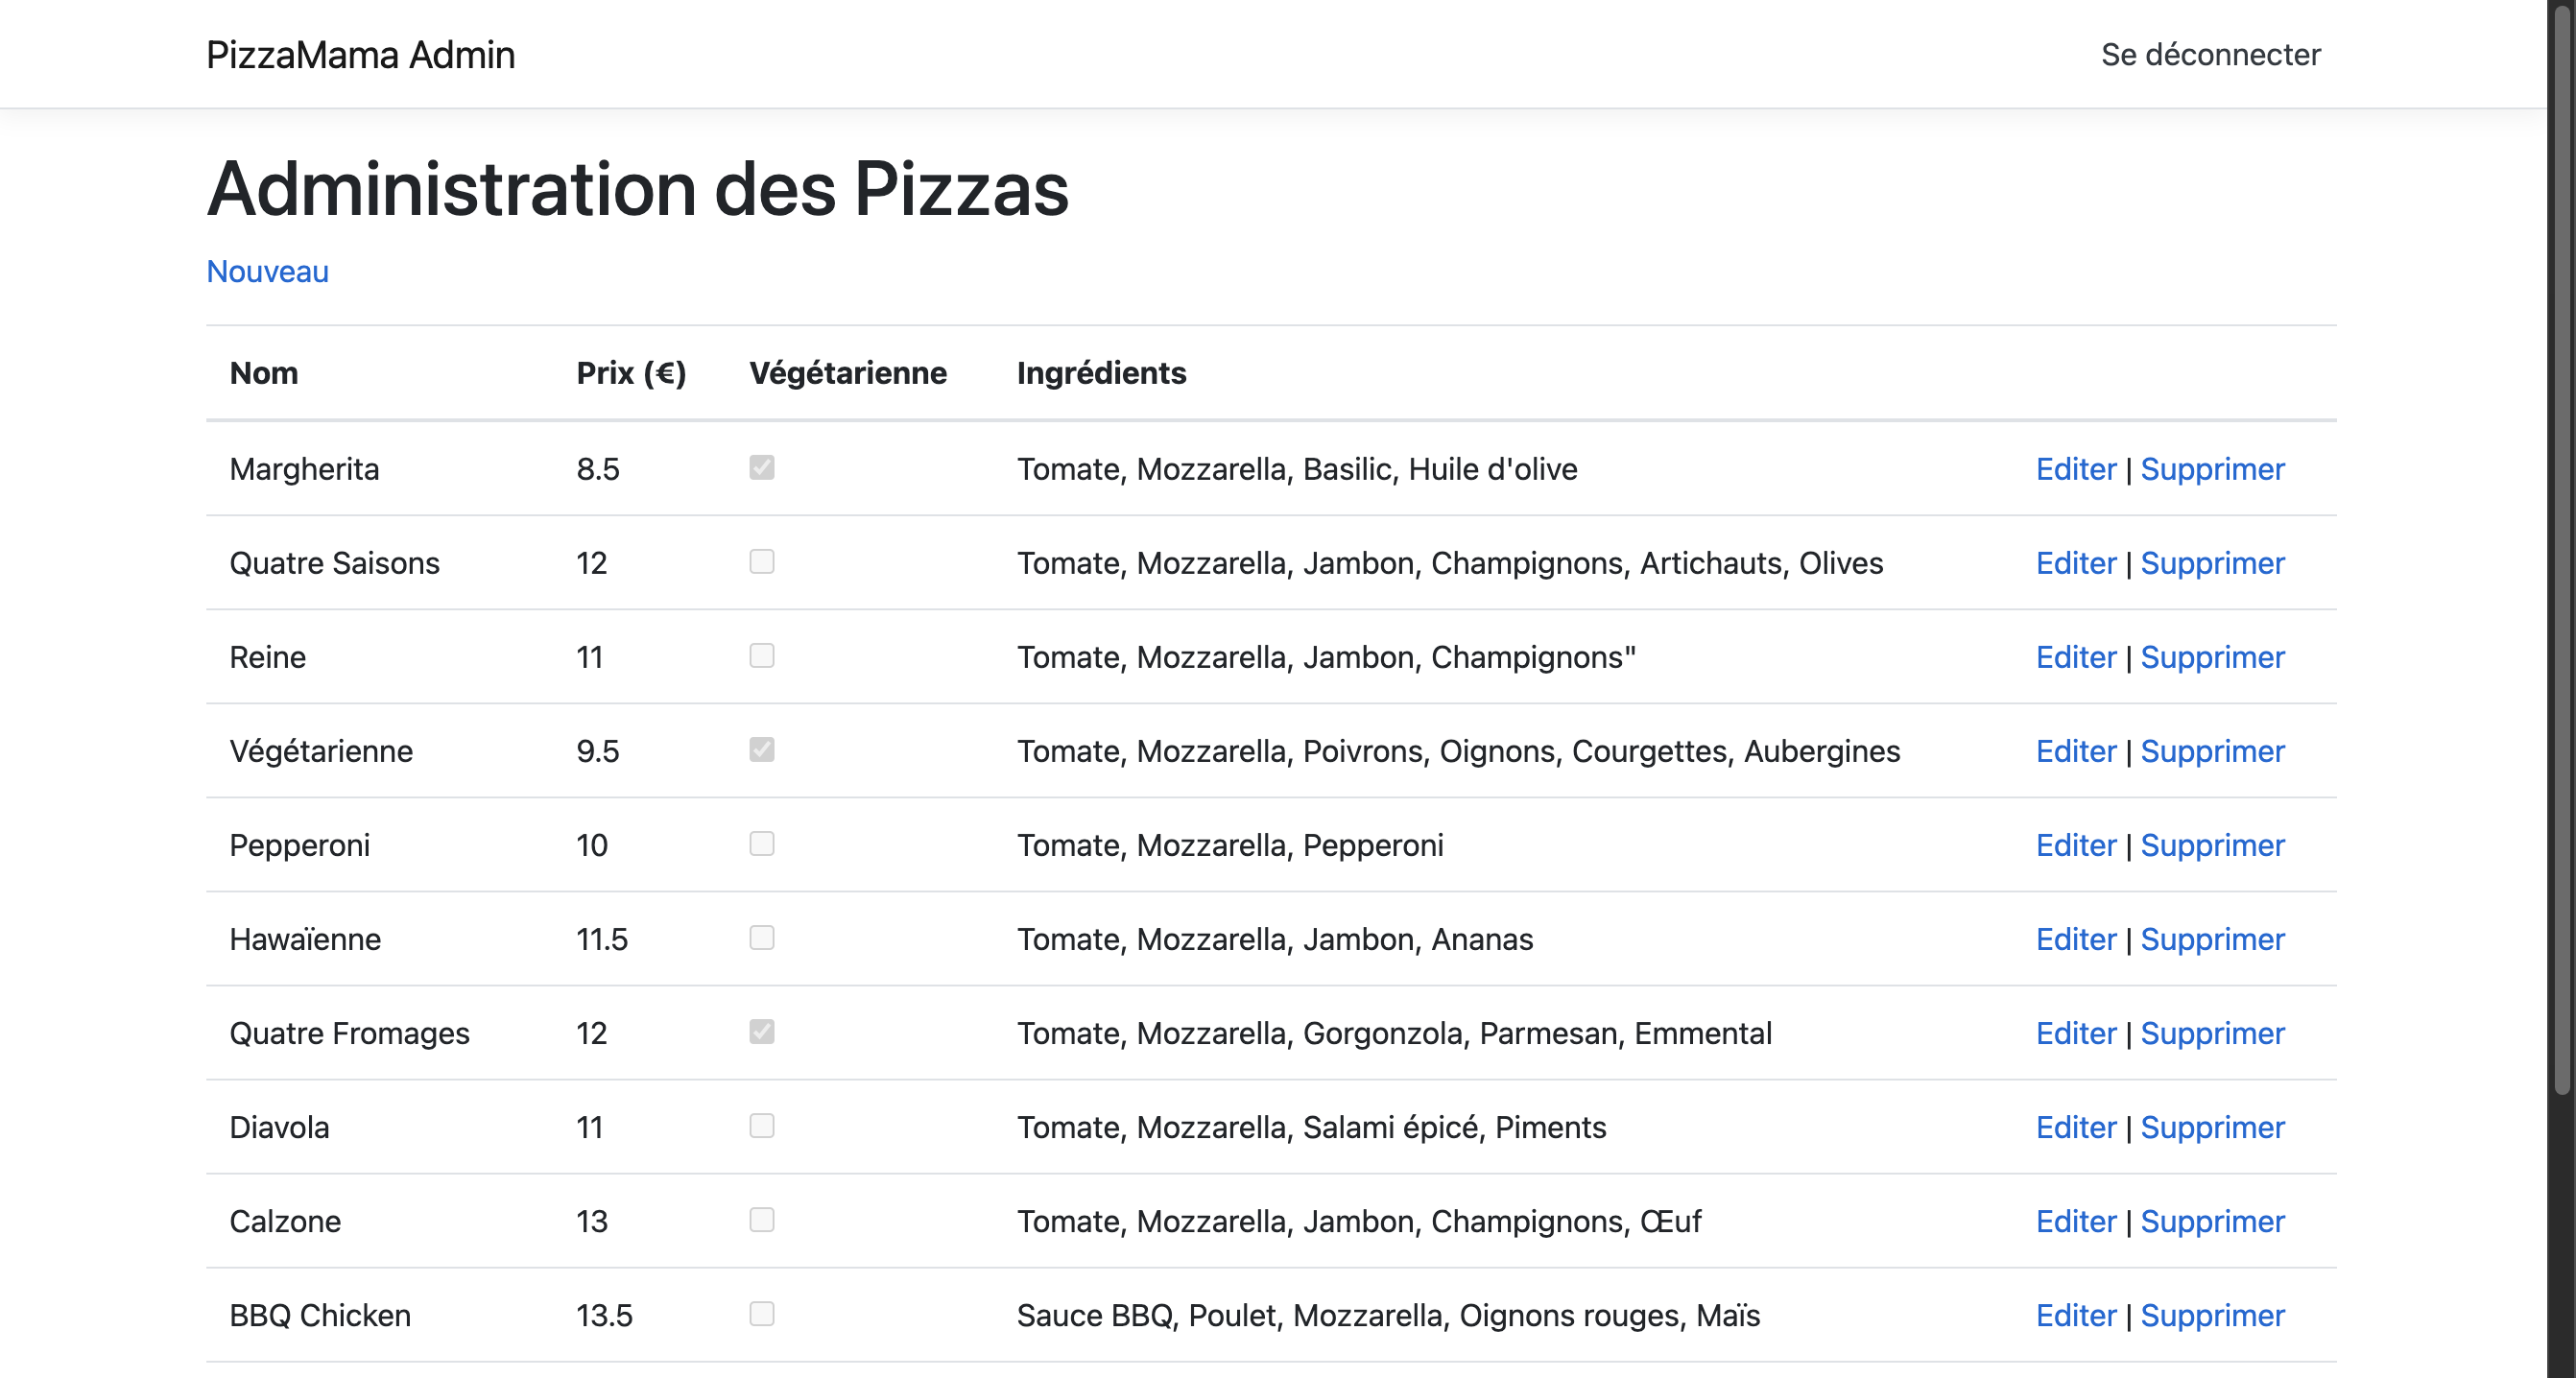 PizzaMama Admin Se déconnecter
Administration des Pizzas
Nouveau
Nom Prix (€) Végétarienne Ingrédients
Margherita 8.5 Tomate, Mozzarella, Basilic, Huile d'olive Editer | Supprimer
Quatre Saisons 12 Tomate, Mozzarella, Jambon, Champignons, Artichauts, Olives Editer | Supprimer
Reine 11 Tomate, Mozzarella, Jambon, Champignons" Editer | Supprimer
Végétarienne 9.5 Tomate, Mozzarella, Poivrons, Oignons, Courgettes, Aubergines Editer | Supprimer
Pepperoni 10 Tomate, Mozzarella, Pepperoni Editer | Supprimer
Hawaïenne 11.5 Tomate, Mozzarella, Jambon, Ananas Editer | Supprimer
Quatre Fromages 12 Tomate, Mozzarella, Gorgonzola, Parmesan, Emmental Editer | Supprimer
Diavola 11 Tomate, Mozzarella, Salami épicé, Piments Editer | Supprimer
Calzone 13 Tomate, Mozzarella, Jambon, Champignons, Œuf Editer | Supprimer
BBQ Chicken 13.5 Sauce BBQ, Poulet, Mozzarella, Oignons rouges, Maïs Editer | Supprimer